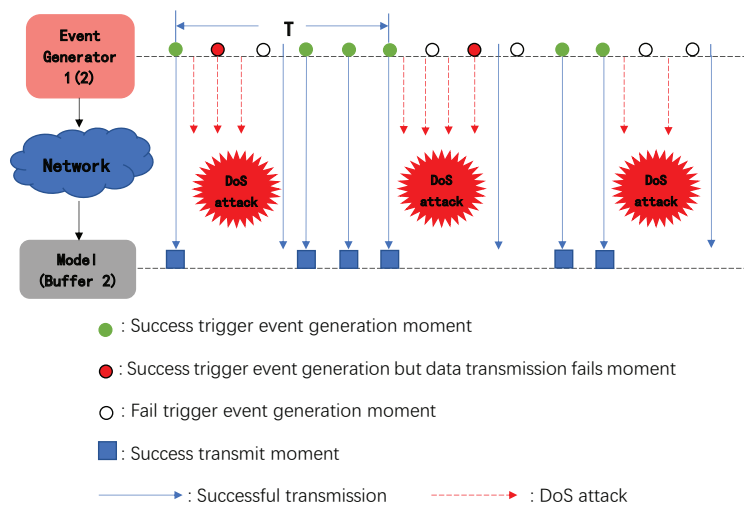 Event
Generator
1(2)
T
Network
DoS
attack
DoS
attack
DoS
attack
Model
(Buffer 2)
: Success trigger event generation moment
: Success trigger event generation but data transmission fails moment
: Fail trigger event generation moment
: Success transmit moment
: Successful transmission
: DoS attack